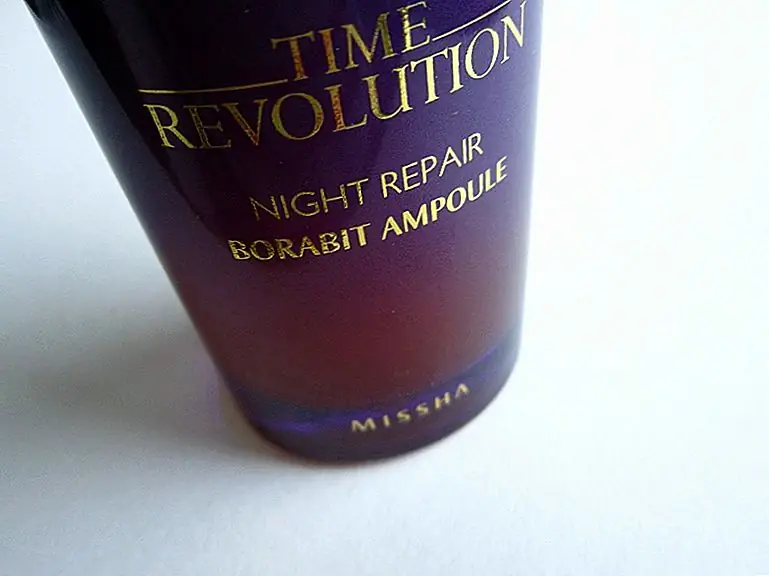 TIME
REVOLUTION
NIGHT REPAIR
BORABIT AMPOULE
MISSHA